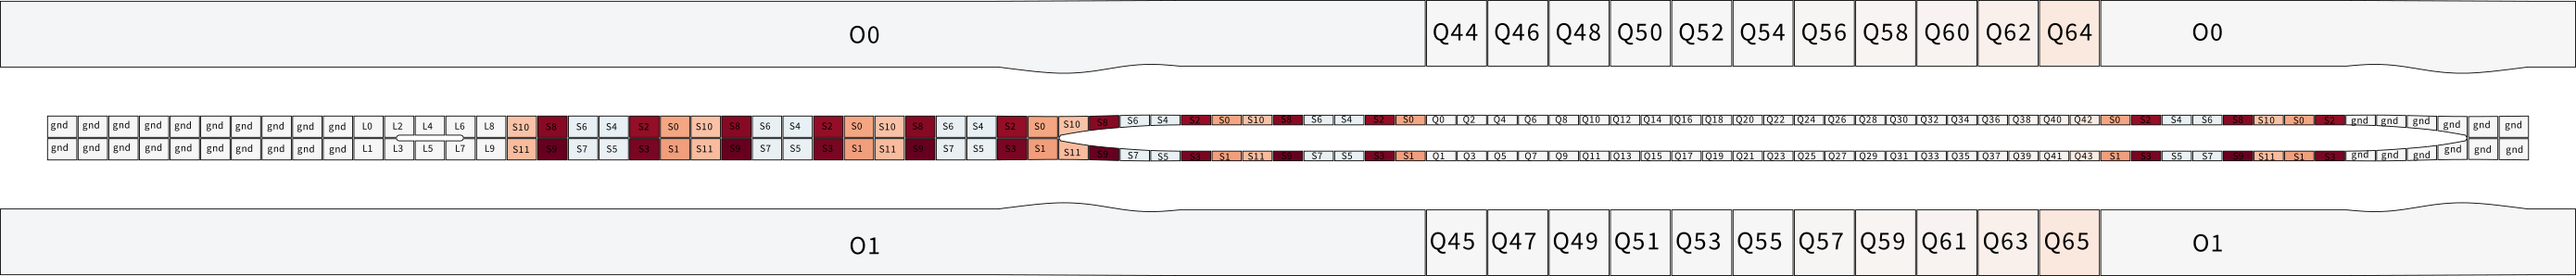 O0 Q44 Q46 Q48 Q50 Q52 Q54 Q56 Q58 Q60 Q62 Q64 O0
gnd gnd gnd gnd gnd gnd gnd gnd gnd gnd L0 L2 L4 L6 L8 S10 S8 S6 S4 S2 S0 S10 S8 S6 S4 S2 S0 S10 S8 S6 S4 S2 S0 S10 S8 S6 S4 S2 S0 S10 S8 S6 S4 S2 S0 Q0 Q2 Q4 Q6 Q8 Q10 Q12 Q14 Q16 Q18 Q20 Q22 Q24 Q26 Q28 Q30 Q32 Q34 Q36 Q38 Q40 Q42 S0 S2 S4 S6 S8 S10 S0 S2 gnd gnd gnd gnd gnd gnd
gnd gnd gnd gnd gnd gnd gnd gnd gnd gnd L1 L3 L5 L7 L9 S11 S9 S7 S5 S3 S1 S11 S9 S7 S5 S3 S1 S11 S9 S7 S5 S3 S1 S11 S9 S7 S5 S3 S1 S11 S9 S7 S5 S3 S1 Q1 Q3 Q5 Q7 Q9 Q11 Q13 Q15 Q17 Q19 Q21 Q23 Q25 Q27 Q29 Q31 Q33 Q35 Q37 Q39 Q41 Q43 S1 S3 S5 S7 S9 S11 S1 S3 gnd gnd gnd gnd gnd gnd
O1 Q45 Q47 Q49 Q51 Q53 Q55 Q57 Q59 Q61 Q63 Q65 O1